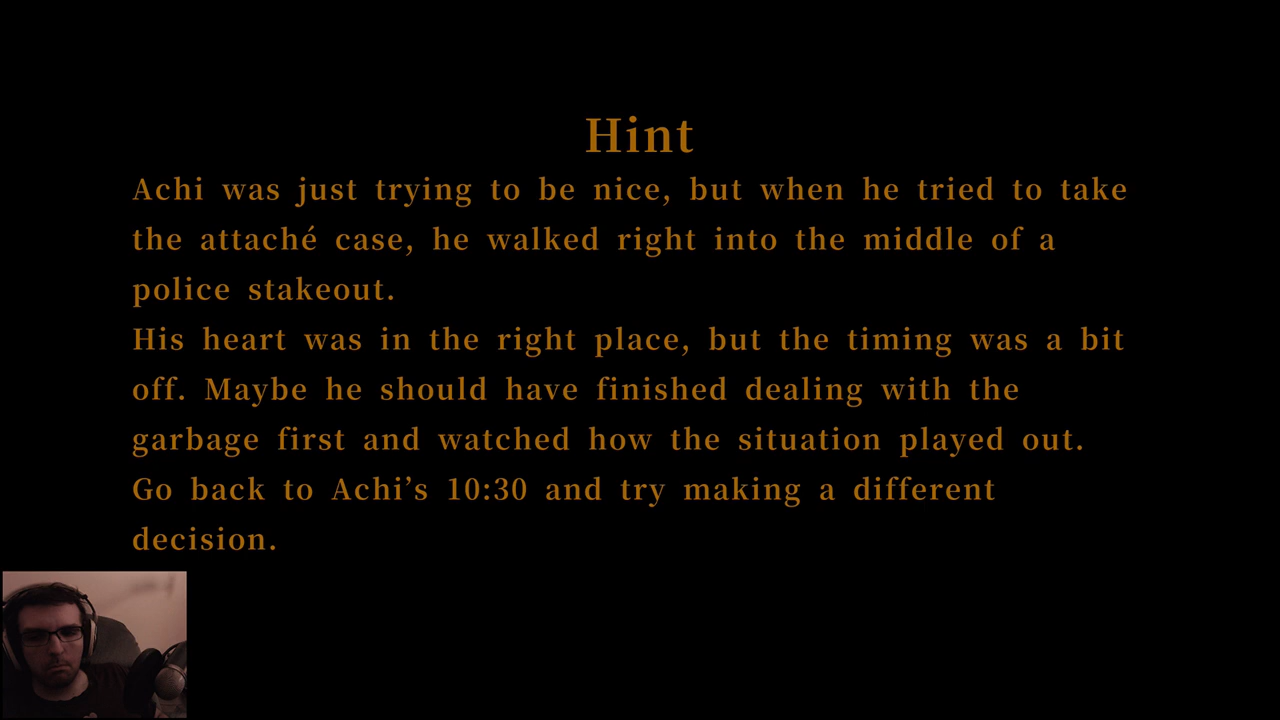 Hint
Achi was just trying to be nice, but when he tried to take
the attaché case, he walked right into the middle of a
police stakeout.
His heart was in the right place, but the timing was a bit
off. Maybe he should have finished dealing with the
garbage first and watched how the situation played out.
Go back to Achi’s 10:30 and try making a different
decision.